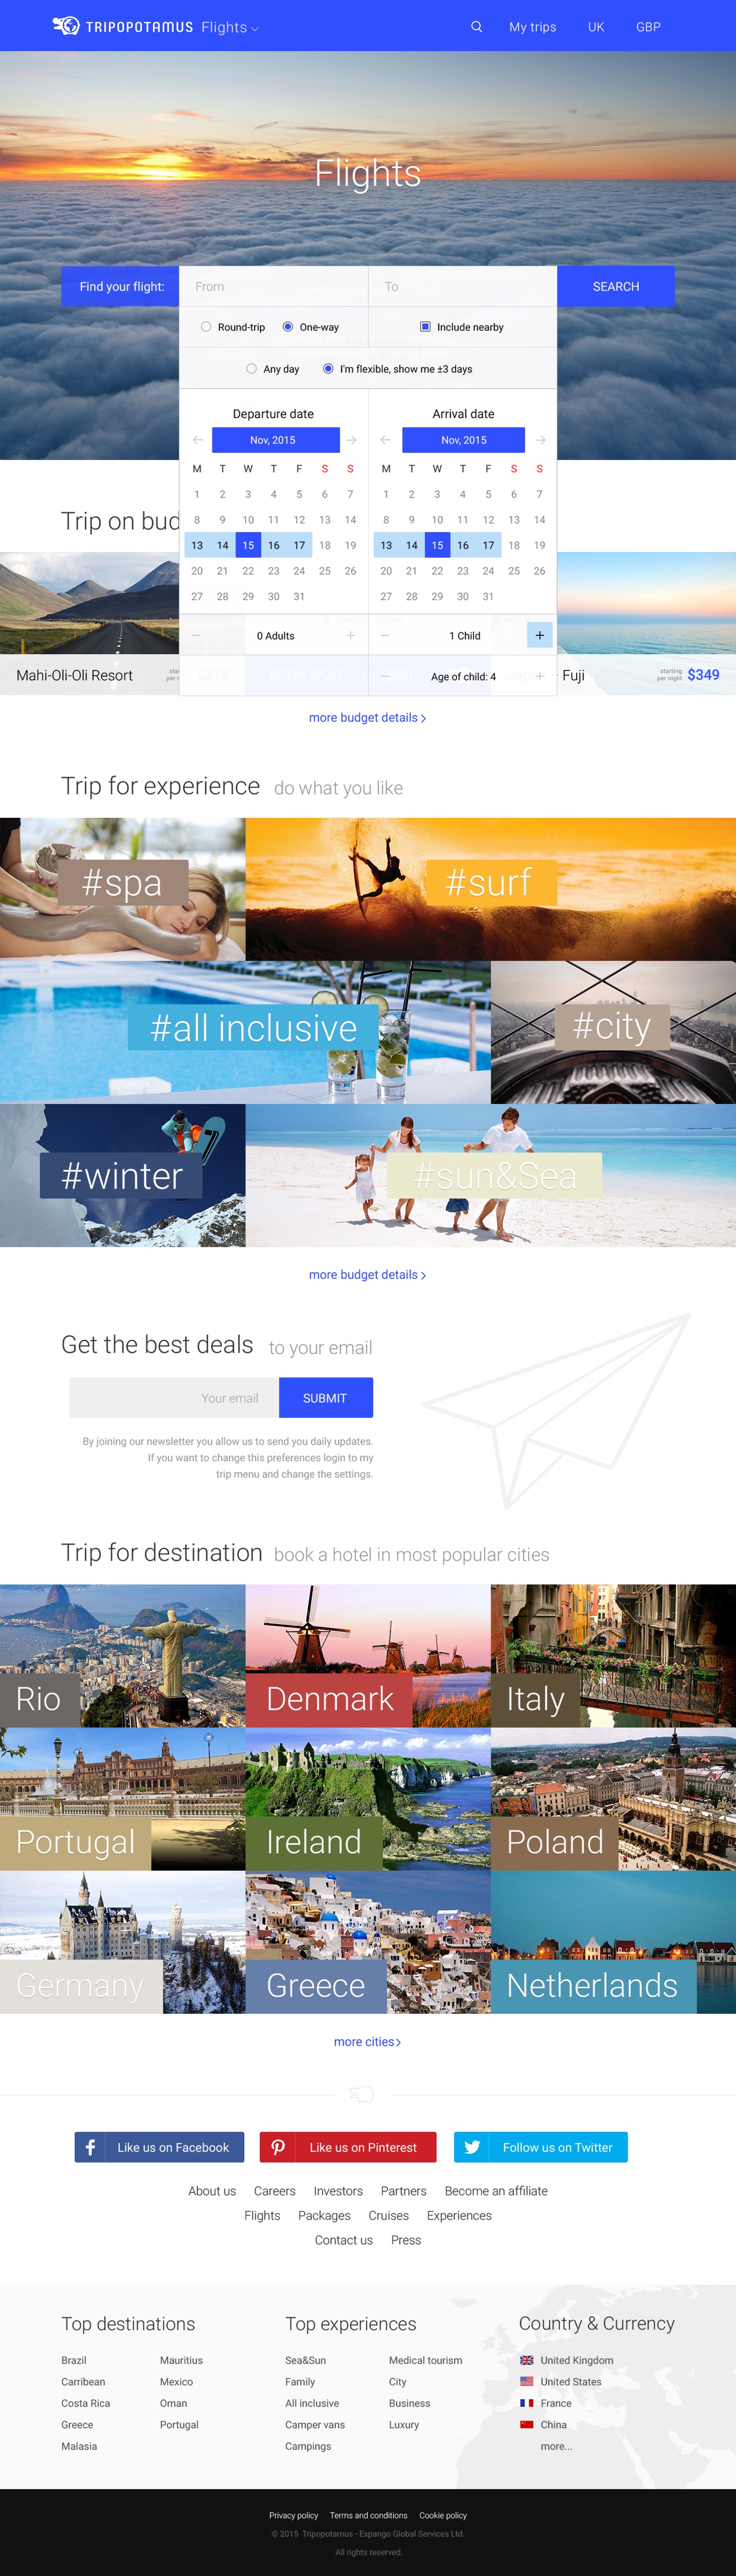 TRIPOPOTAMUS Flights
My trips UK GBP
Flights
Find your flight: From To SEARCH
Round-trip One-way Include nearby
Any day I'm flexible, show me ±3 days
Departure date Arrival date
Nov, 2015 Nov, 2015
M T W T F S S M T W T F S S
1 2 3 4 5 6 7 1 2 3 4 5 6 7
8 9 10 11 12 13 14 8 9 10 11 12 13 14
13 14 15 16 17 18 19 13 14 15 16 17 18 19
20 21 22 23 24 25 26 20 21 22 23 24 25 26
27 28 29 30 31 27 28 29 30 31
Trip on bud
0 Adults 1 Child
Age of child: 4
Mahi-Oli-Oli Resort $219 BOOK NOW Fuji starting per night $349
more budget details
Trip for experience do what you like
#spa
#surf
#all inclusive
#city
#winter
#sun&Sea
more budget details
Get the best deals to your email
Your email SUBMIT
By joining our newsletter you allow us to send you daily updates.
If you want to change this preferences login to my
trip menu and change the settings.
Trip for destination book a hotel in most popular cities
Rio Denmark Italy
Portugal Ireland Poland
Germany Greece Netherlands
more cities
Like us on Facebook Like us on Pinterest Follow us on Twitter
About us Careers Investors Partners Become an affiliate
Flights Packages Cruises Experiences
Contact us Press
Top destinations
Brazil Mauritius
Carribean Mexico
Costa Rica Oman
Greece Portugal
Malasia
Top experiences
Sea&Sun Medical tourism
Family City
All inclusive Business
Camper vans Luxury
Campings
Country & Currency
United Kingdom
United States
France
China
more...
Privacy policy Terms and conditions Cookie policy
© 2015 Tripopotamus - Expango Global Services Ltd.
All rights reserved.